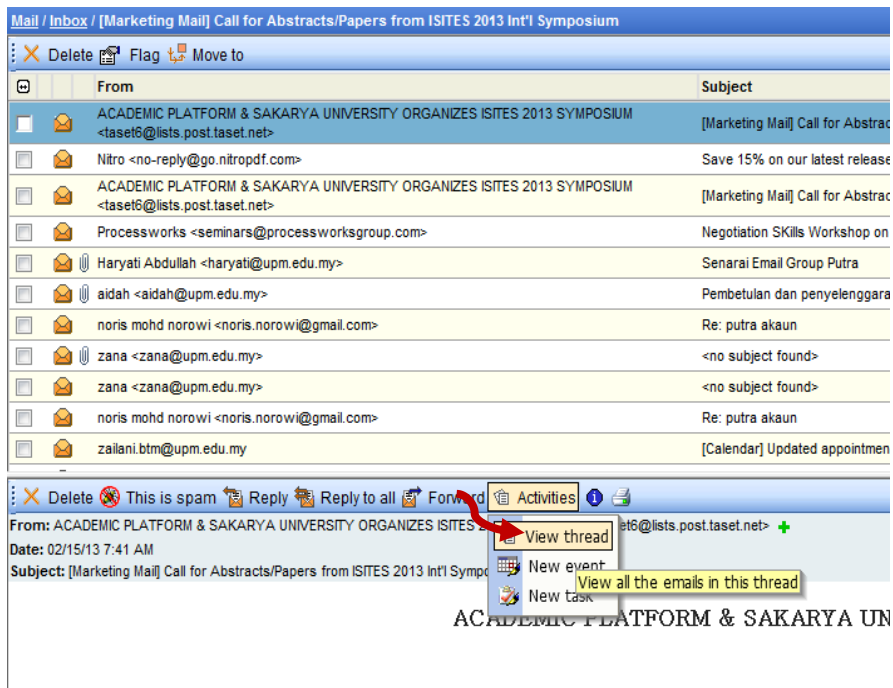 Mail / Inbox / [Marketing Mail] Call for Abstracts/Papers from ISITES 2013 Int'l Symposium
Delete Flag Move to
From Subject
ACADEMIC PLATFORM & SAKARYA UNIVERSITY ORGANIZES ISITES 2013 SYMPOSIUM
<taset6@lists.post.taset.net> [Marketing Mail] Call for Abstrac
Nitro <no-reply@go.nitropdf.com> Save 15% on our latest release
ACADEMIC PLATFORM & SAKARYA UNIVERSITY ORGANIZES ISITES 2013 SYMPOSIUM
<taset6@lists.post.taset.net> [Marketing Mail] Call for Abstrac
Processworks <seminars@processworksgroup.com> Negotiation SKills Workshop on
Haryati Abdullah <haryati@upm.edu.my> Senarai Email Group Putra
aidah <aidah@upm.edu.my> Pembetulan dan penyelenggara
noris mohd norowi <noris.norowi@gmail.com> Re: putra akaun
zana <zana@upm.edu.my> <no subject found>
zana <zana@upm.edu.my> <no subject found>
noris mohd norowi <noris.norowi@gmail.com> Re: putra akaun
zailani.btm@upm.edu.my [Calendar] Updated appointmen
Delete This is spam Reply Reply to all Forward Activities
From: ACADEMIC PLATFORM & SAKARYA UNIVERSITY ORGANIZES ISITES 2 et6@lists.post.taset.net>
View thread
Date: 02/15/13 7:41 AM
New event
Subject: [Marketing Mail] Call for Abstracts/Papers from ISITES 2013 Int'l Sympo
View all the emails in this thread
New task
ACADEMIC PLATFORM & SAKARYA UN